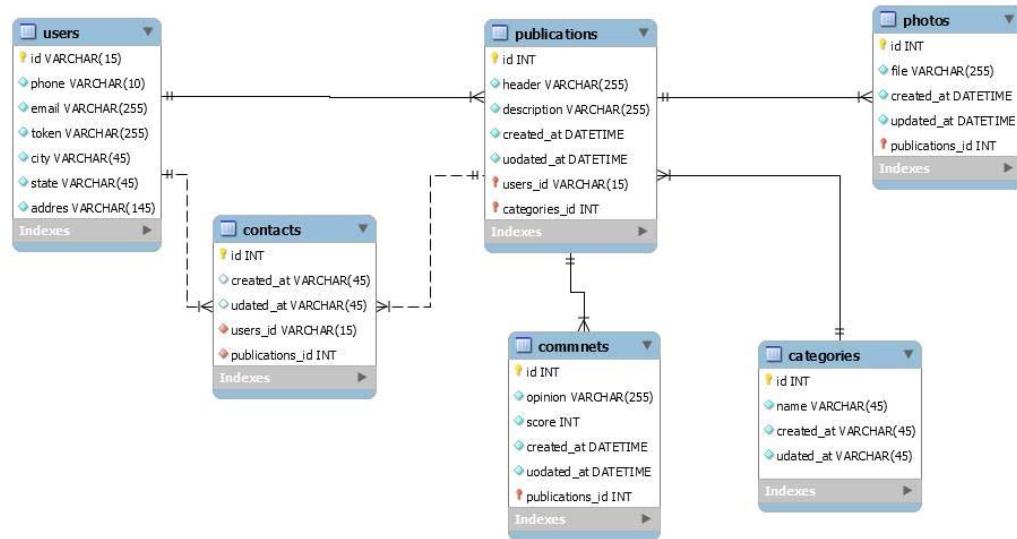 users
id VARCHAR(15)
phone VARCHAR(10)
email VARCHAR(255)
token VARCHAR(255)
city VARCHAR(45)
state VARCHAR(45)
addres VARCHAR(145)
Indexes
contacts
id INT
created_at VARCHAR(45)
udated_at VARCHAR(45)
users_id VARCHAR(15)
publications_id INT
Indexes
publications
id INT
header VARCHAR(255)
description VARCHAR(255)
created_at DATETIME
uodated_at DATETIME
users_id VARCHAR(15)
categories_id INT
Indexes
commnets
id INT
opinion VARCHAR(255)
score INT
created_at DATETIME
uodated_at DATETIME
publications_id INT
Indexes
photos
id INT
file VARCHAR(255)
created_at DATETIME
updated_at DATETIME
publications_id INT
Indexes
categories
id INT
name VARCHAR(45)
created_at VARCHAR(45)
udated_at VARCHAR(45)
Indexes